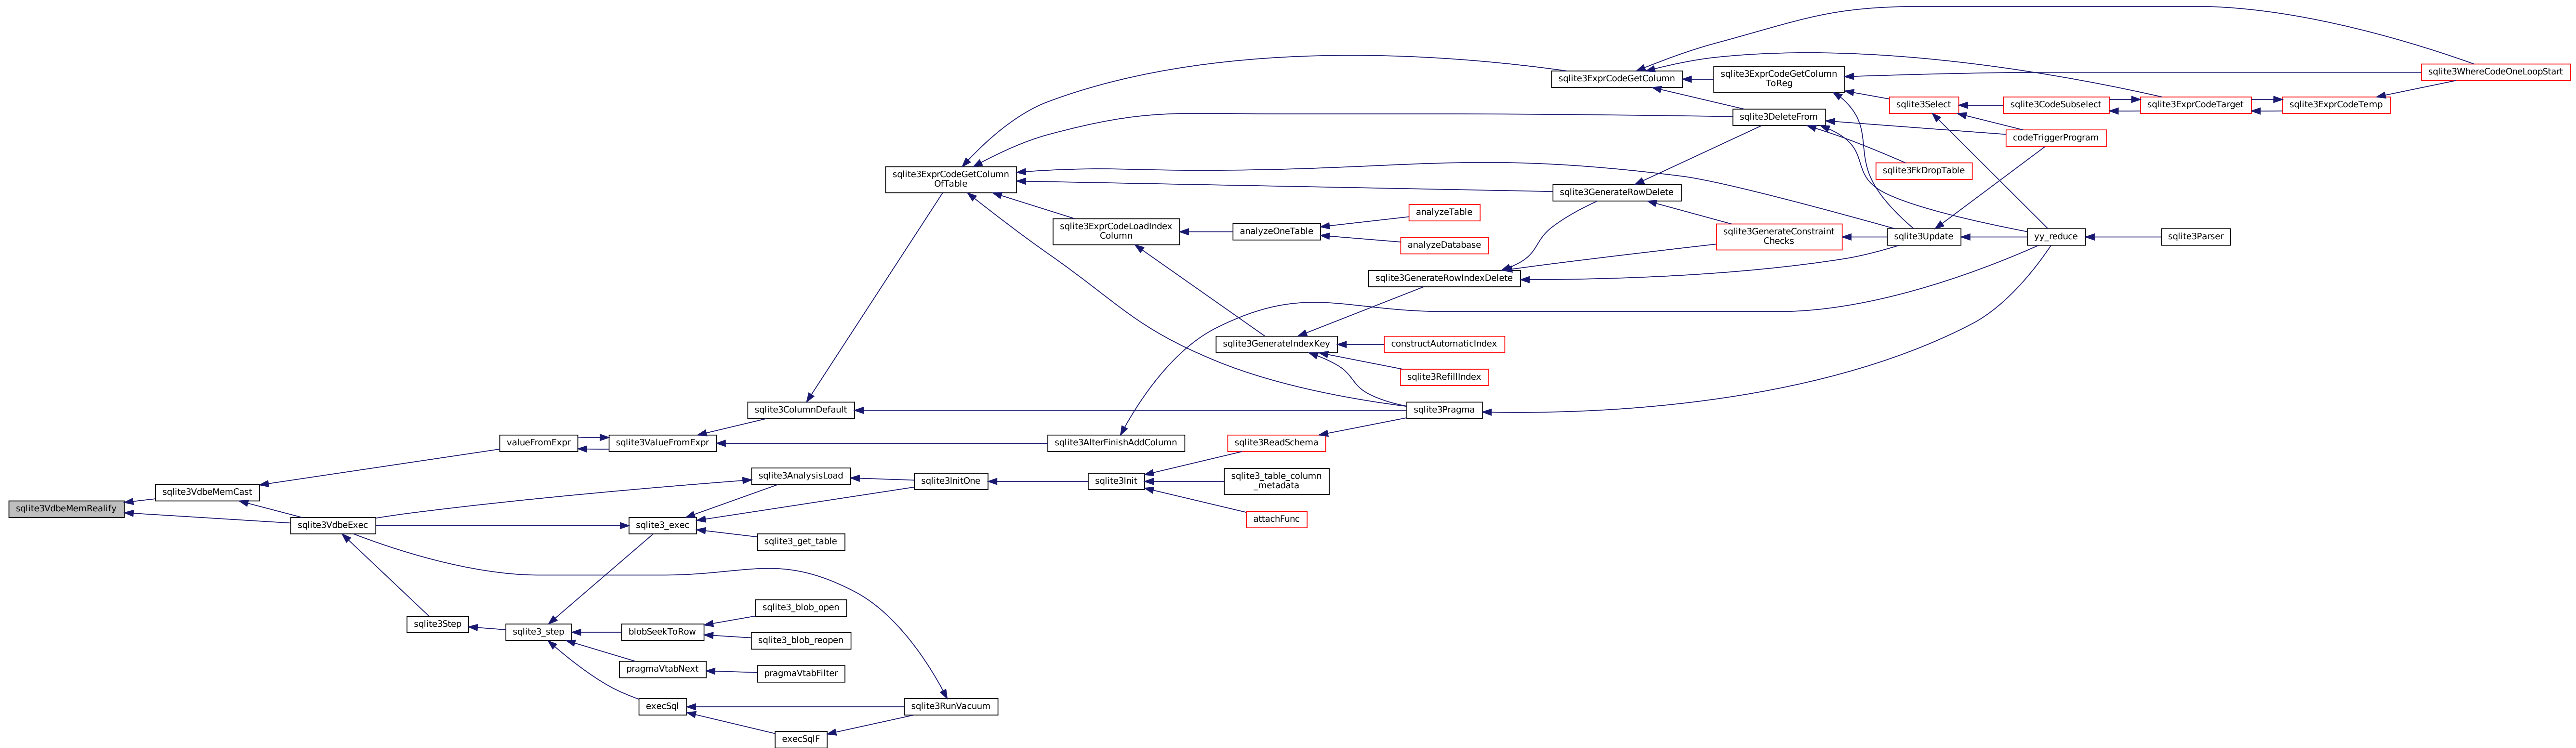 sqlite3VdbeMemRealify
sqlite3VdbeMemCast
sqlite3VdbeExec
valueFromExpr
sqlite3ValueFromExpr
sqlite3ColumnDefault
sqlite3ExprCodeGetColumn
OfTable
sqlite3ExprCodeGetColumn
sqlite3ExprCodeGetColumn
ToReg
sqlite3WhereCodeOneLoopStart
sqlite3Select
sqlite3CodeSubselect
sqlite3ExprCodeTarget
sqlite3ExprCodeTemp
sqlite3DeleteFrom
codeTriggerProgram
sqlite3FkDropTable
sqlite3GenerateRowDelete
sqlite3ExprCodeLoadIndex
Column
analyzeOneTable
analyzeTable
analyzeDatabase
sqlite3GenerateConstraint
Checks
sqlite3Update
yy_reduce
sqlite3Parser
sqlite3GenerateRowIndexDelete
sqlite3GenerateIndexKey
constructAutomaticIndex
sqlite3RefillIndex
sqlite3Pragma
sqlite3AlterFinishAddColumn
sqlite3ReadSchema
sqlite3AnalysisLoad
sqlite3InitOne
sqlite3Init
sqlite3_table_column
_metadata
attachFunc
sqlite3_exec
sqlite3_get_table
sqlite3Step
sqlite3_step
blobSeekToRow
sqlite3_blob_open
sqlite3_blob_reopen
pragmaVtabNext
pragmaVtabFilter
execSql
sqlite3RunVacuum
execSqlF